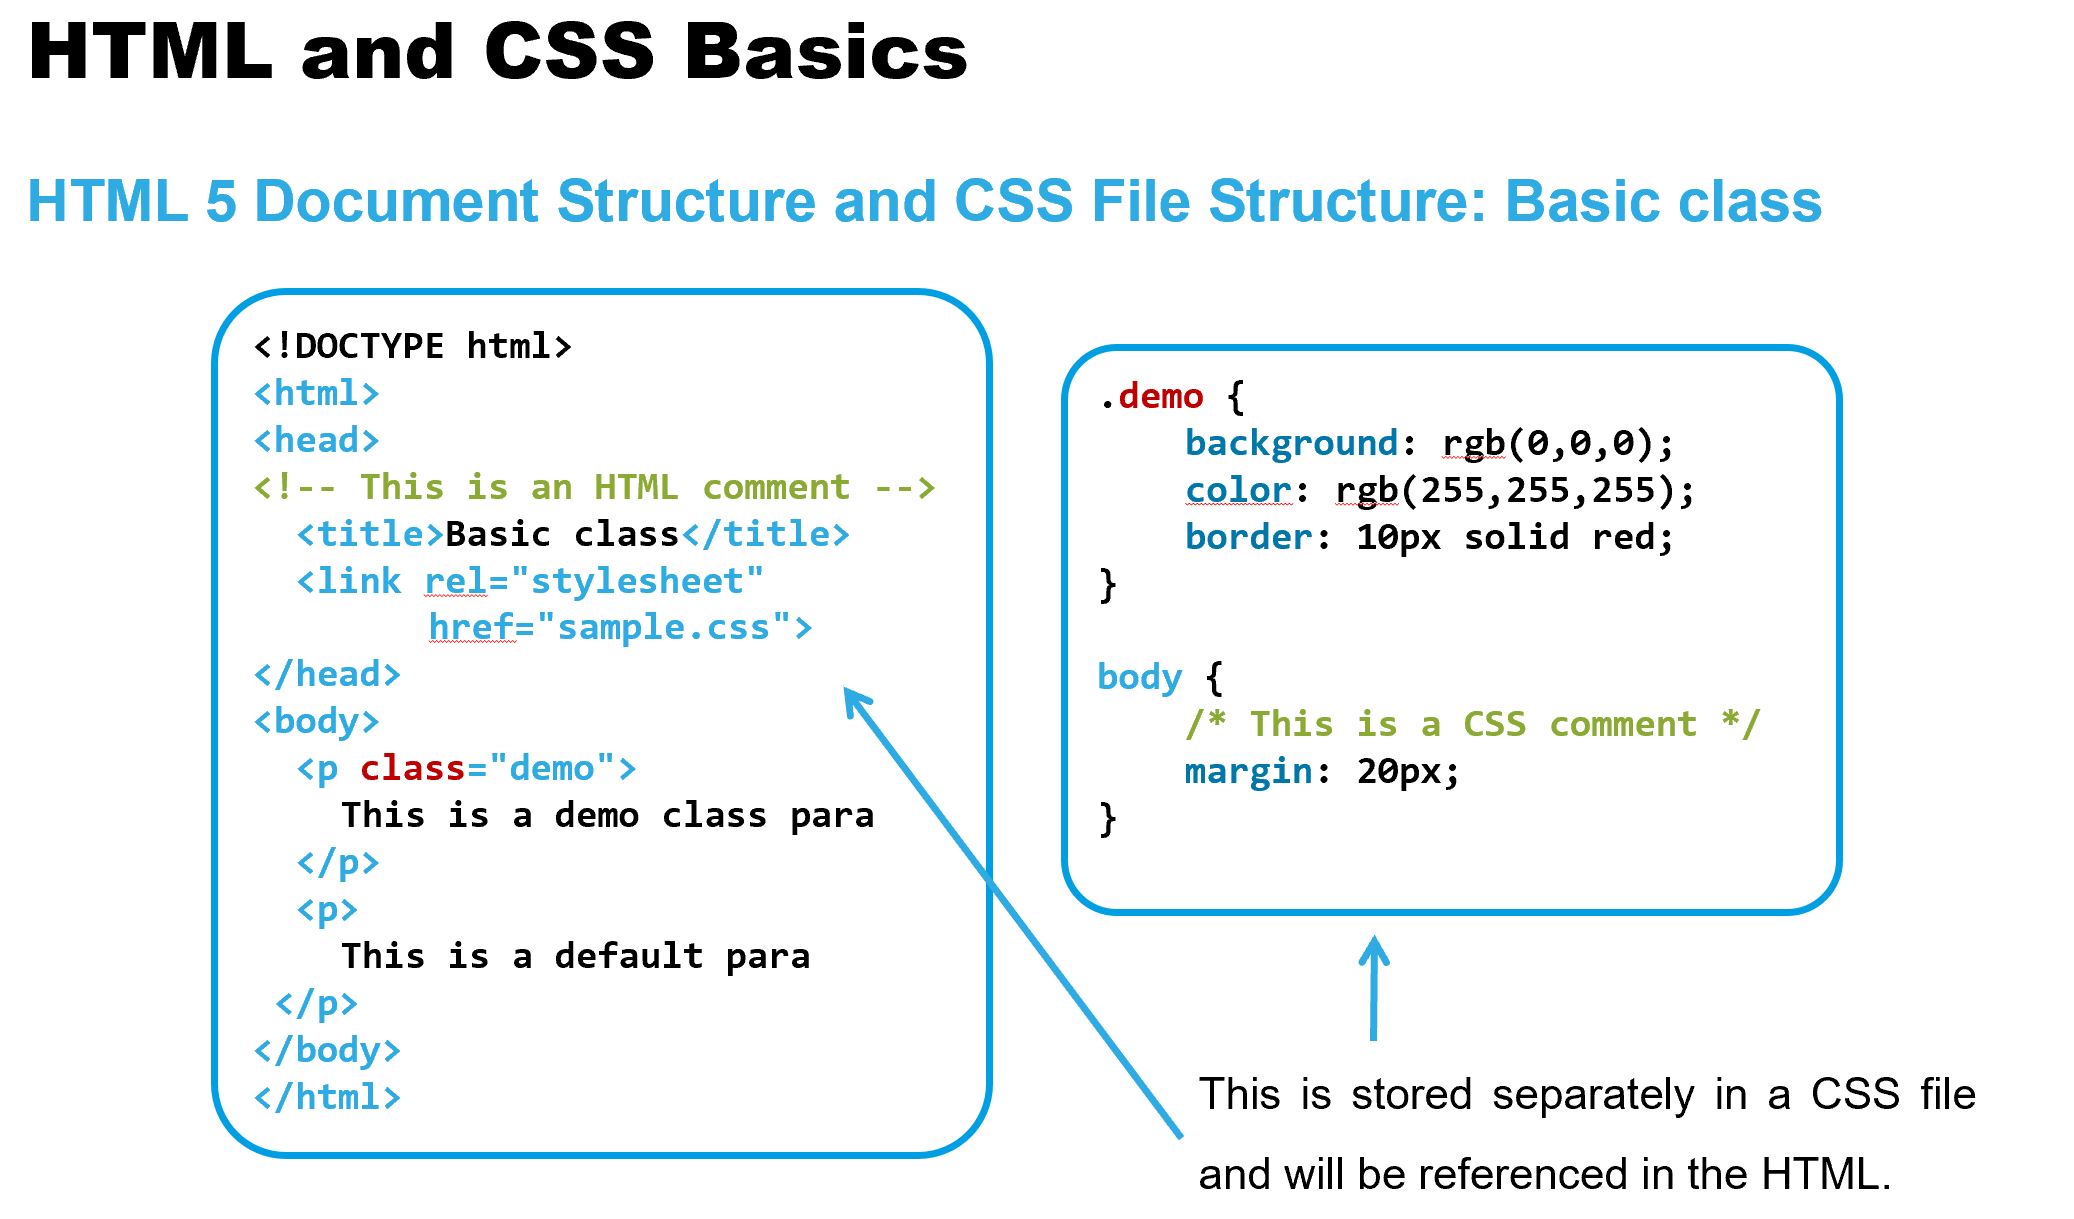 HTML and CSS Basics
HTML 5 Document Structure and CSS File Structure: Basic class
<!DOCTYPE html>
<html>
<head>
<!-- This is an HTML comment -->
  <title>Basic class</title>
  <link rel="stylesheet"
        href="sample.css">
</head>
<body>
  <p class="demo">
    This is a demo class para
  </p>
  <p>
    This is a default para
 </p>
</body>
</html>
.demo {
    background: rgb(0,0,0);
    color: rgb(255,255,255);
    border: 10px solid red;
}
body {
    /* This is a CSS comment */
    margin: 20px;
}
This is stored separately in a CSS file
and will be referenced in the HTML.